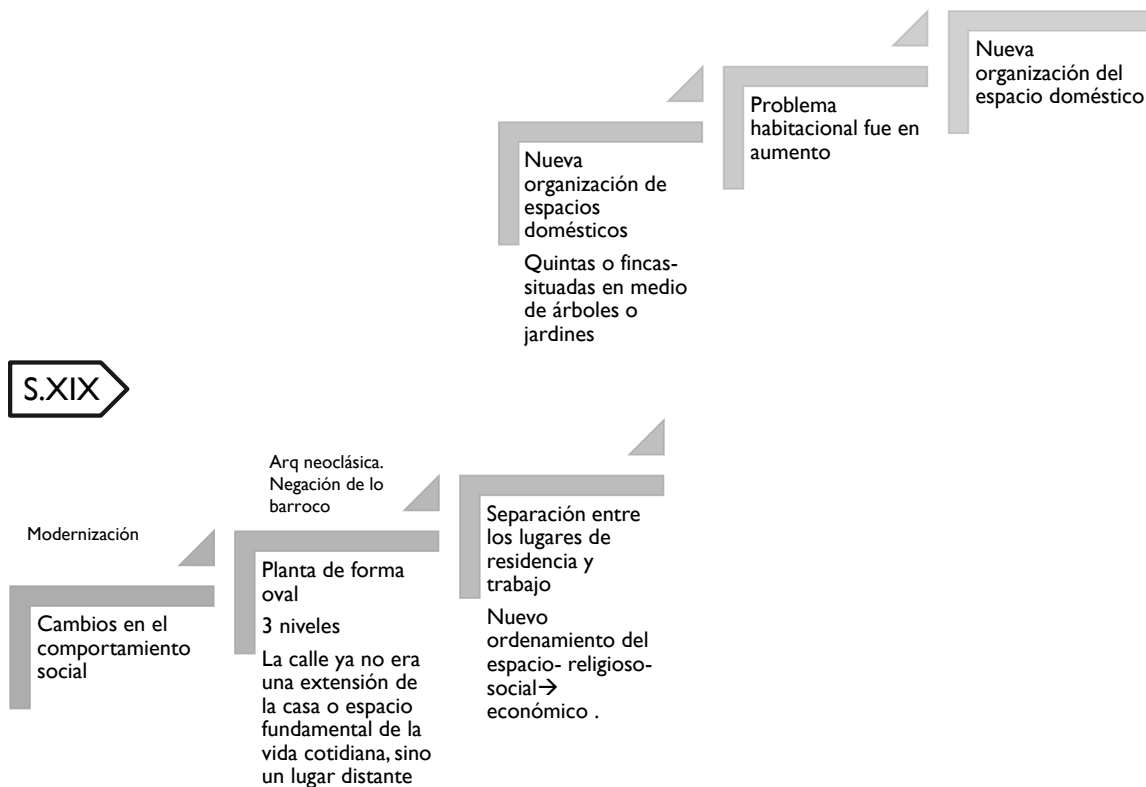 Nueva
organización del
espacio doméstico
Problema
habitacional fue en
aumento
Nueva
organización de
espacios
domésticos
Quintas o fincas-
situadas en medio
de árboles o
jardines
S.XIX
Modernización
Cambios en el
comportamiento
social
Arq neoclásica.
Negación de lo
barroco
Planta de forma
oval
3 niveles
La calle ya no era
una extensión de
la casa o espacio
fundamental de la
vida cotidiana, sino
un lugar distante
Separación entre
los lugares de
residencia y
trabajo
Nuevo
ordenamiento del
espacio- religioso-
social→
económico .